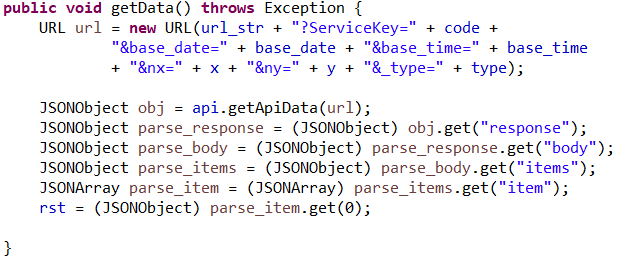 public void getData() throws Exception {
URL url = new URL(url_str + "?ServiceKey=" + code +
"&base_date=" + base_date + "&base_time=" + base_time
+ "&nx=" + x + "&ny=" + y + "&_type=" + type);
JSONObject obj = api.getApiData(url);
JSONObject parse_response = (JSONObject) obj.get("response");
JSONObject parse_body = (JSONObject) parse_response.get("body");
JSONObject parse_items = (JSONObject) parse_body.get("items");
JSONArray parse_item = (JSONArray) parse_items.get("item");
rst = (JSONObject) parse_item.get(0);
}